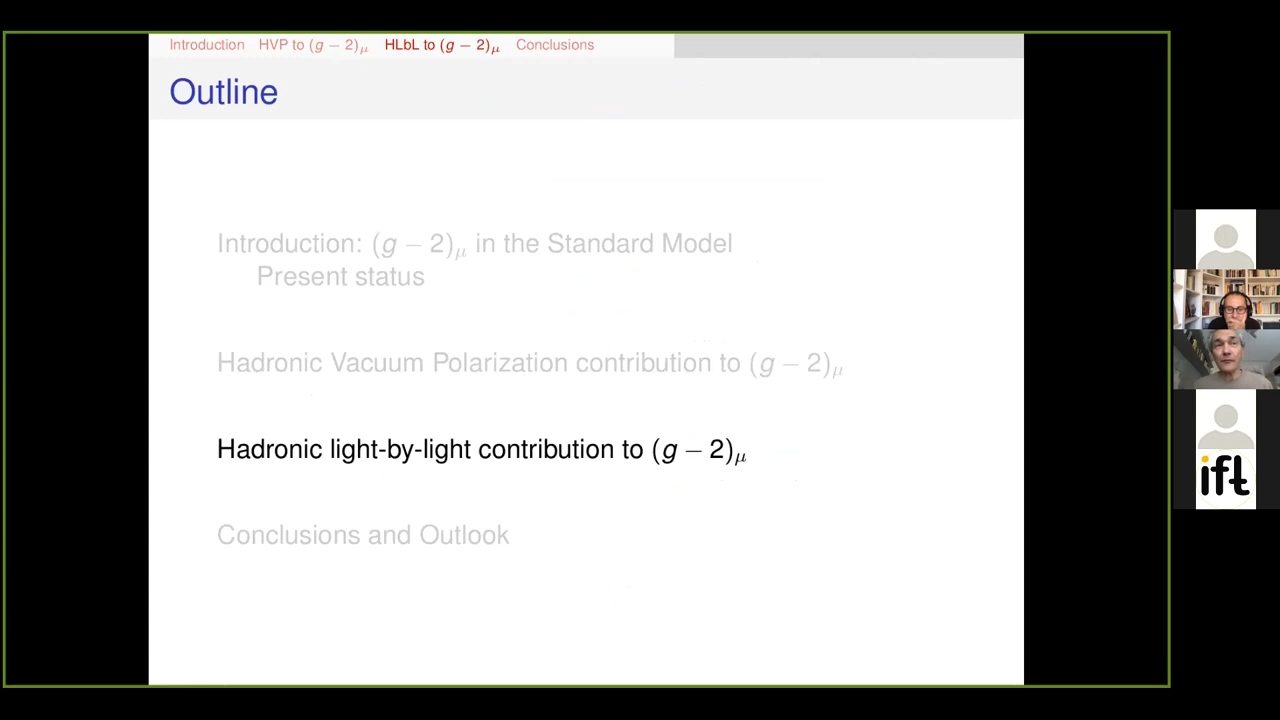 Introduction HVP to (g − 2)μ HLbL to (g − 2)μ Conclusions
Outline
Introduction: (g − 2)μ in the Standard Model
Present status
Hadronic Vacuum Polarization contribution to (g − 2)μ
Hadronic light-by-light contribution to (g − 2)μ
Conclusions and Outlook
ift